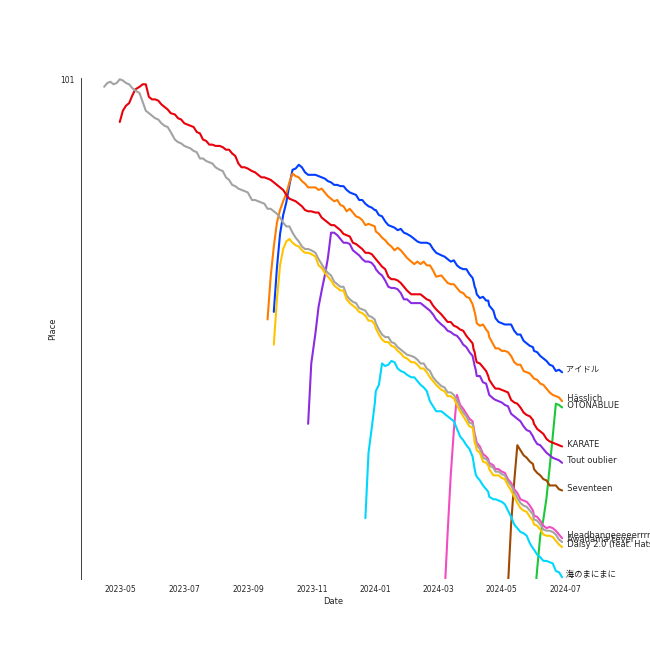 101
Place
アイドル
Hässlich
OTONABLUE
KARATE
Tout oublier
Seventeen
Headbangeeeeerrrr
Daisy 2.0 (feat. Hats
海のまにまに
2023-05 2023-07 2023-09 2023-11 2024-01 2024-03 2024-05 2024-07
Date